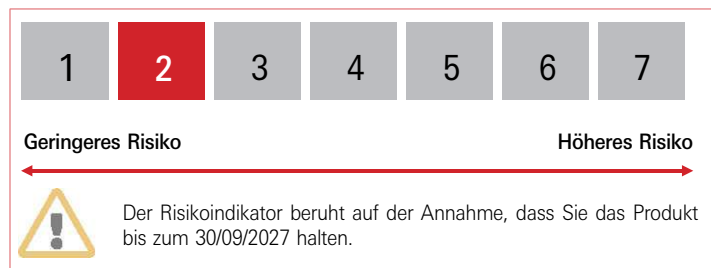 1 2 3 4 5 6 7
Geringeres Risiko Höheres Risiko
Der Risikoindikator beruht auf der Annahme, dass Sie das Produkt
bis zum 30/09/2027 halten.